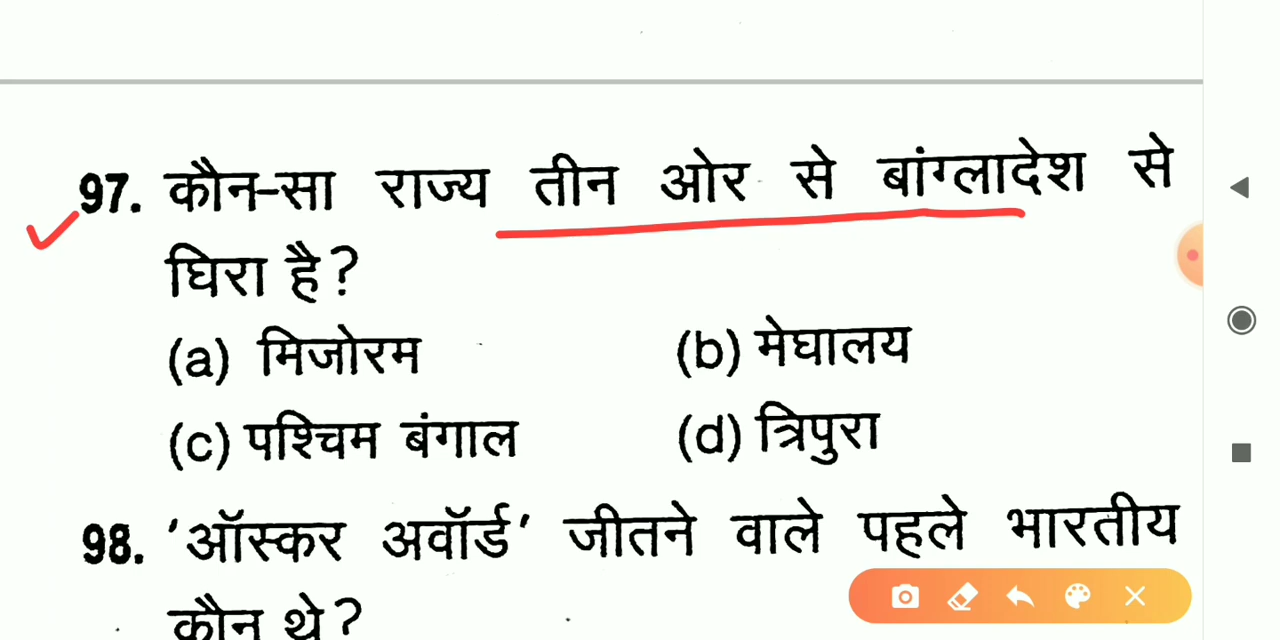 97. कौन-सा राज्य तीन ओर से बांग्लादेश से
घिरा है?
(a) मिजोरम (b) मेघालय
(c) पश्चिम बंगाल (d) त्रिपुरा
98. 'ऑस्कर अवॉर्ड' जीतने वाले पहले भारतीय
कौन थे?